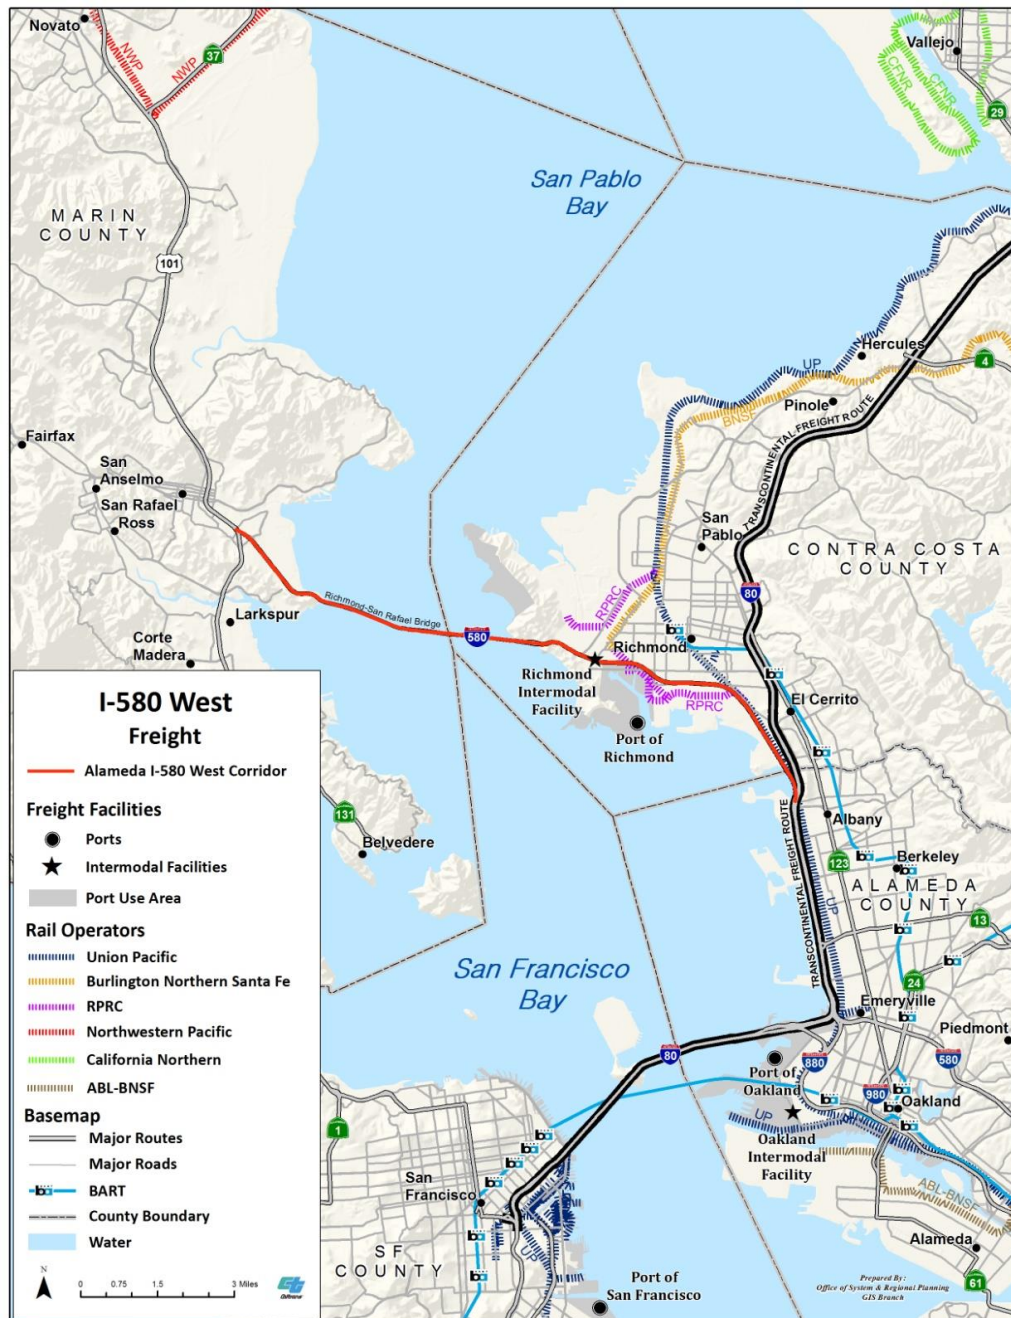 Novato
NWP
37
NWP
Vallejo
CFNR
CFNR
29
San Pablo
Bay
MARIN
COUNTY
101
Hercules
UP
4
Pinole
BNSF
TRANSCONTINENTAL FREIGHT ROUTE
Fairfax
San
Anselmo
San Rafael
Ross
San
Pablo
CONTRA COSTA
COUNTY
RPRC
80
Larkspur
Richmond-San Rafael Bridge
580
Corte
Madera
Richmond
Richmond
Intermodal
Facility
RPRC
El Cerrito
Port of
Richmond
I-580 West
Freight
Alameda I-580 West Corridor
Freight Facilities
Ports
Intermodal Facilities
Port Use Area
Rail Operators
Union Pacific
Burlington Northern Santa Fe
RPRC
Northwestern Pacific
California Northern
ABL-BNSF
Basemap
Major Routes
Major Roads
BART
County Boundary
Water
N
0 0.75 1.5 3 Miles
Caltrans
131
Belvedere
Albany
123
Berkeley
TRANSCONTINENTAL FREIGHT ROUTE
UP
ALAMEDA
COUNTY
13
San Francisco
Bay
24
Emeryville
Piedmont
80
880
580
Port of
Oakland
980
Oakland
1
UP
Oakland
Intermodal
Facility
San
Francisco
ABL-BNSF
SF
COUNTY
UP
Alameda
61
Port of
San Francisco
Prepared By:
Office of System & Regional Planning
GIS Branch